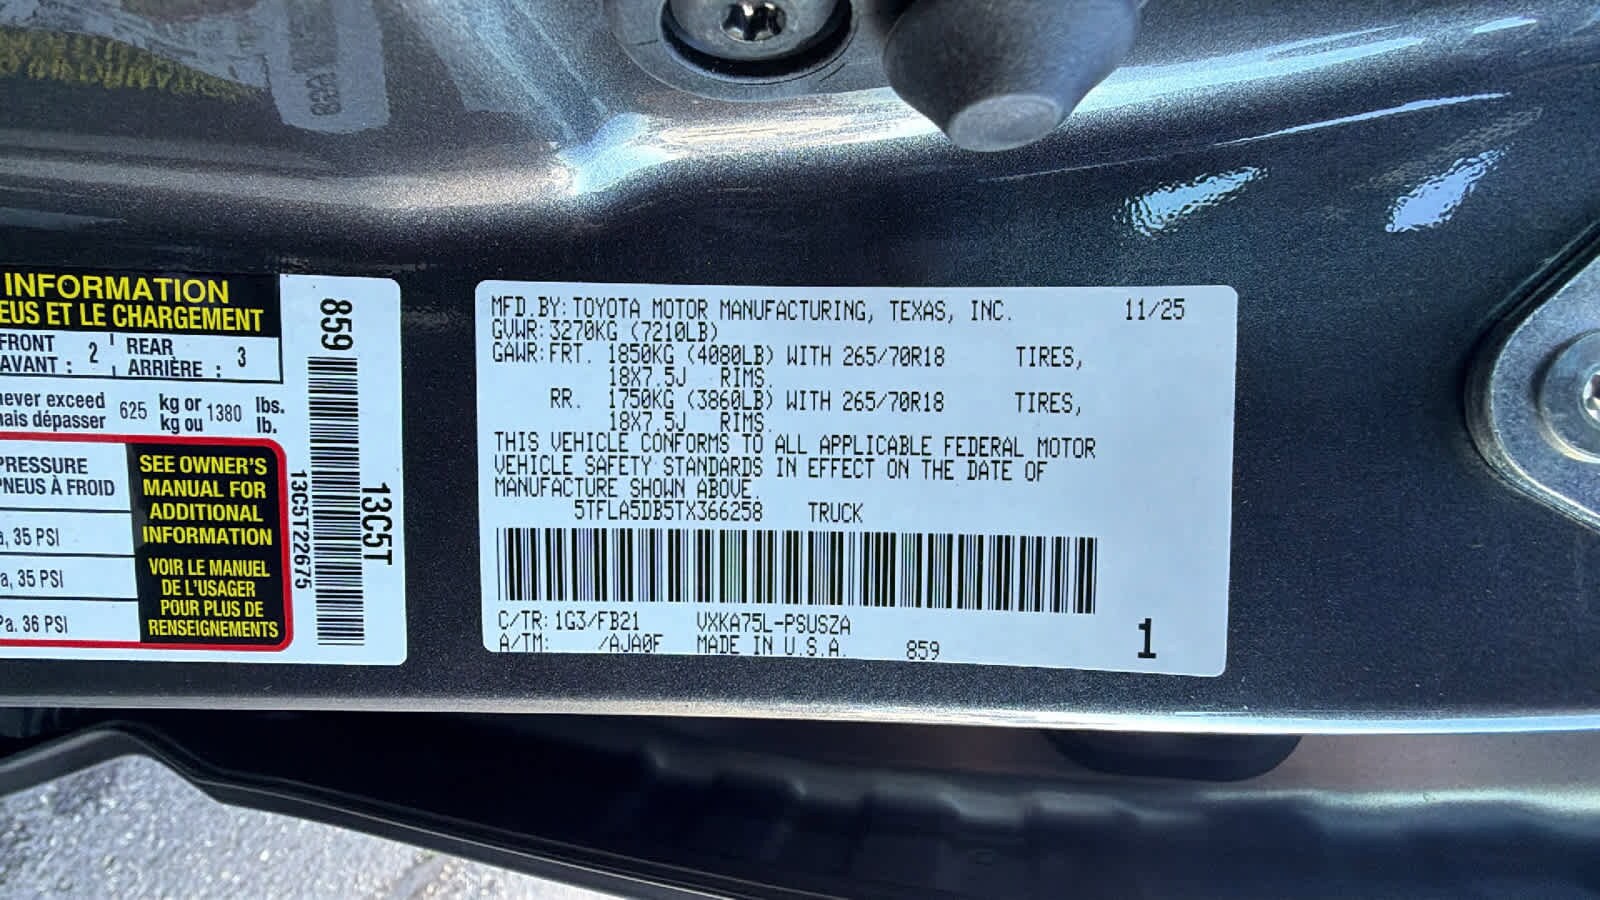 INFORMATION
EUS ET LE CHARGEMENT
FRONT
AVANT : 2 REAR
ARRIÈRE : 3
never exceed 625 kg or 1380 lbs.
mais dépasser kg ou lb.
PRESSURE
PNEUS À FROID
a, 35 PSI
a, 35 PSI
Pa. 36 PSI
SEE OWNER'S
MANUAL FOR
ADDITIONAL
INFORMATION
VOIR LE MANUEL
DE L'USAGER
POUR PLUS DE
RENSEIGNEMENTS
859
13C5T22675
13C5T
MFD.BY:TOYOTA MOTOR MANUFACTURING, TEXAS, INC. 11/25
GVWR:3270KG (7210LB)
GAWR:FRT. 1850KG (4080LB) WITH 265/70R18 TIRES,
18X7.5J RIMS.
RR. 1750KG (3860LB) WITH 265/70R18 TIRES,
18X7.5J RIMS.
THIS VEHICLE CONFORMS TO ALL APPLICABLE FEDERAL MOTOR
VEHICLE SAFETY STANDARDS IN EFFECT ON THE DATE OF
MANUFACTURE SHOWN ABOVE.
5TFLA5DB5TX366258 TRUCK
C/TR:1G3/FB21 VXKA75L-PSUSZA
A/TM: /AJA0F MADE IN U.S.A. 859
1